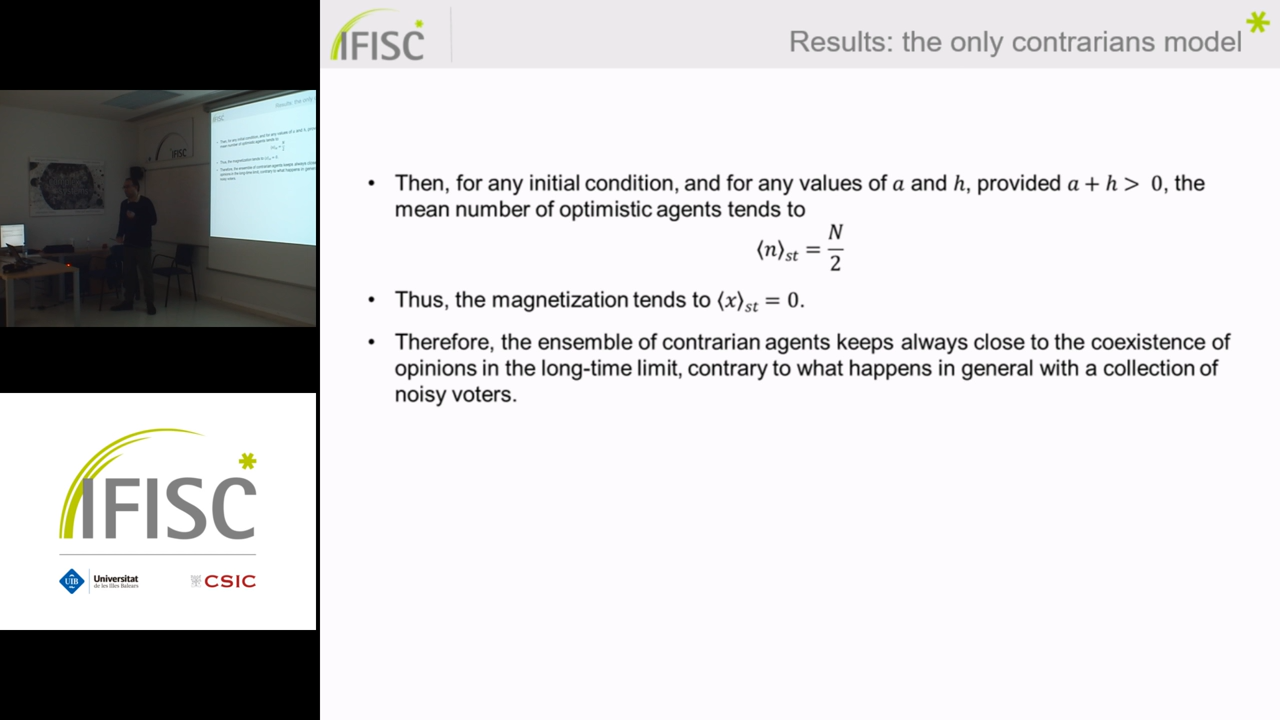 IFISC
Results: the only contrarians model
• Then, for any initial condition, and for any values of a and h, provided a + h > 0, the
mean number of optimistic agents tends to
⟨n⟩st = N/2
• Thus, the magnetization tends to ⟨x⟩st = 0.
• Therefore, the ensemble of contrarian agents keeps always close to the coexistence of
opinions in the long-time limit, contrary to what happens in general with a collection of
noisy voters.
IFISC
IFISC
UIB Universitat
de les Illes Balears
CSIC